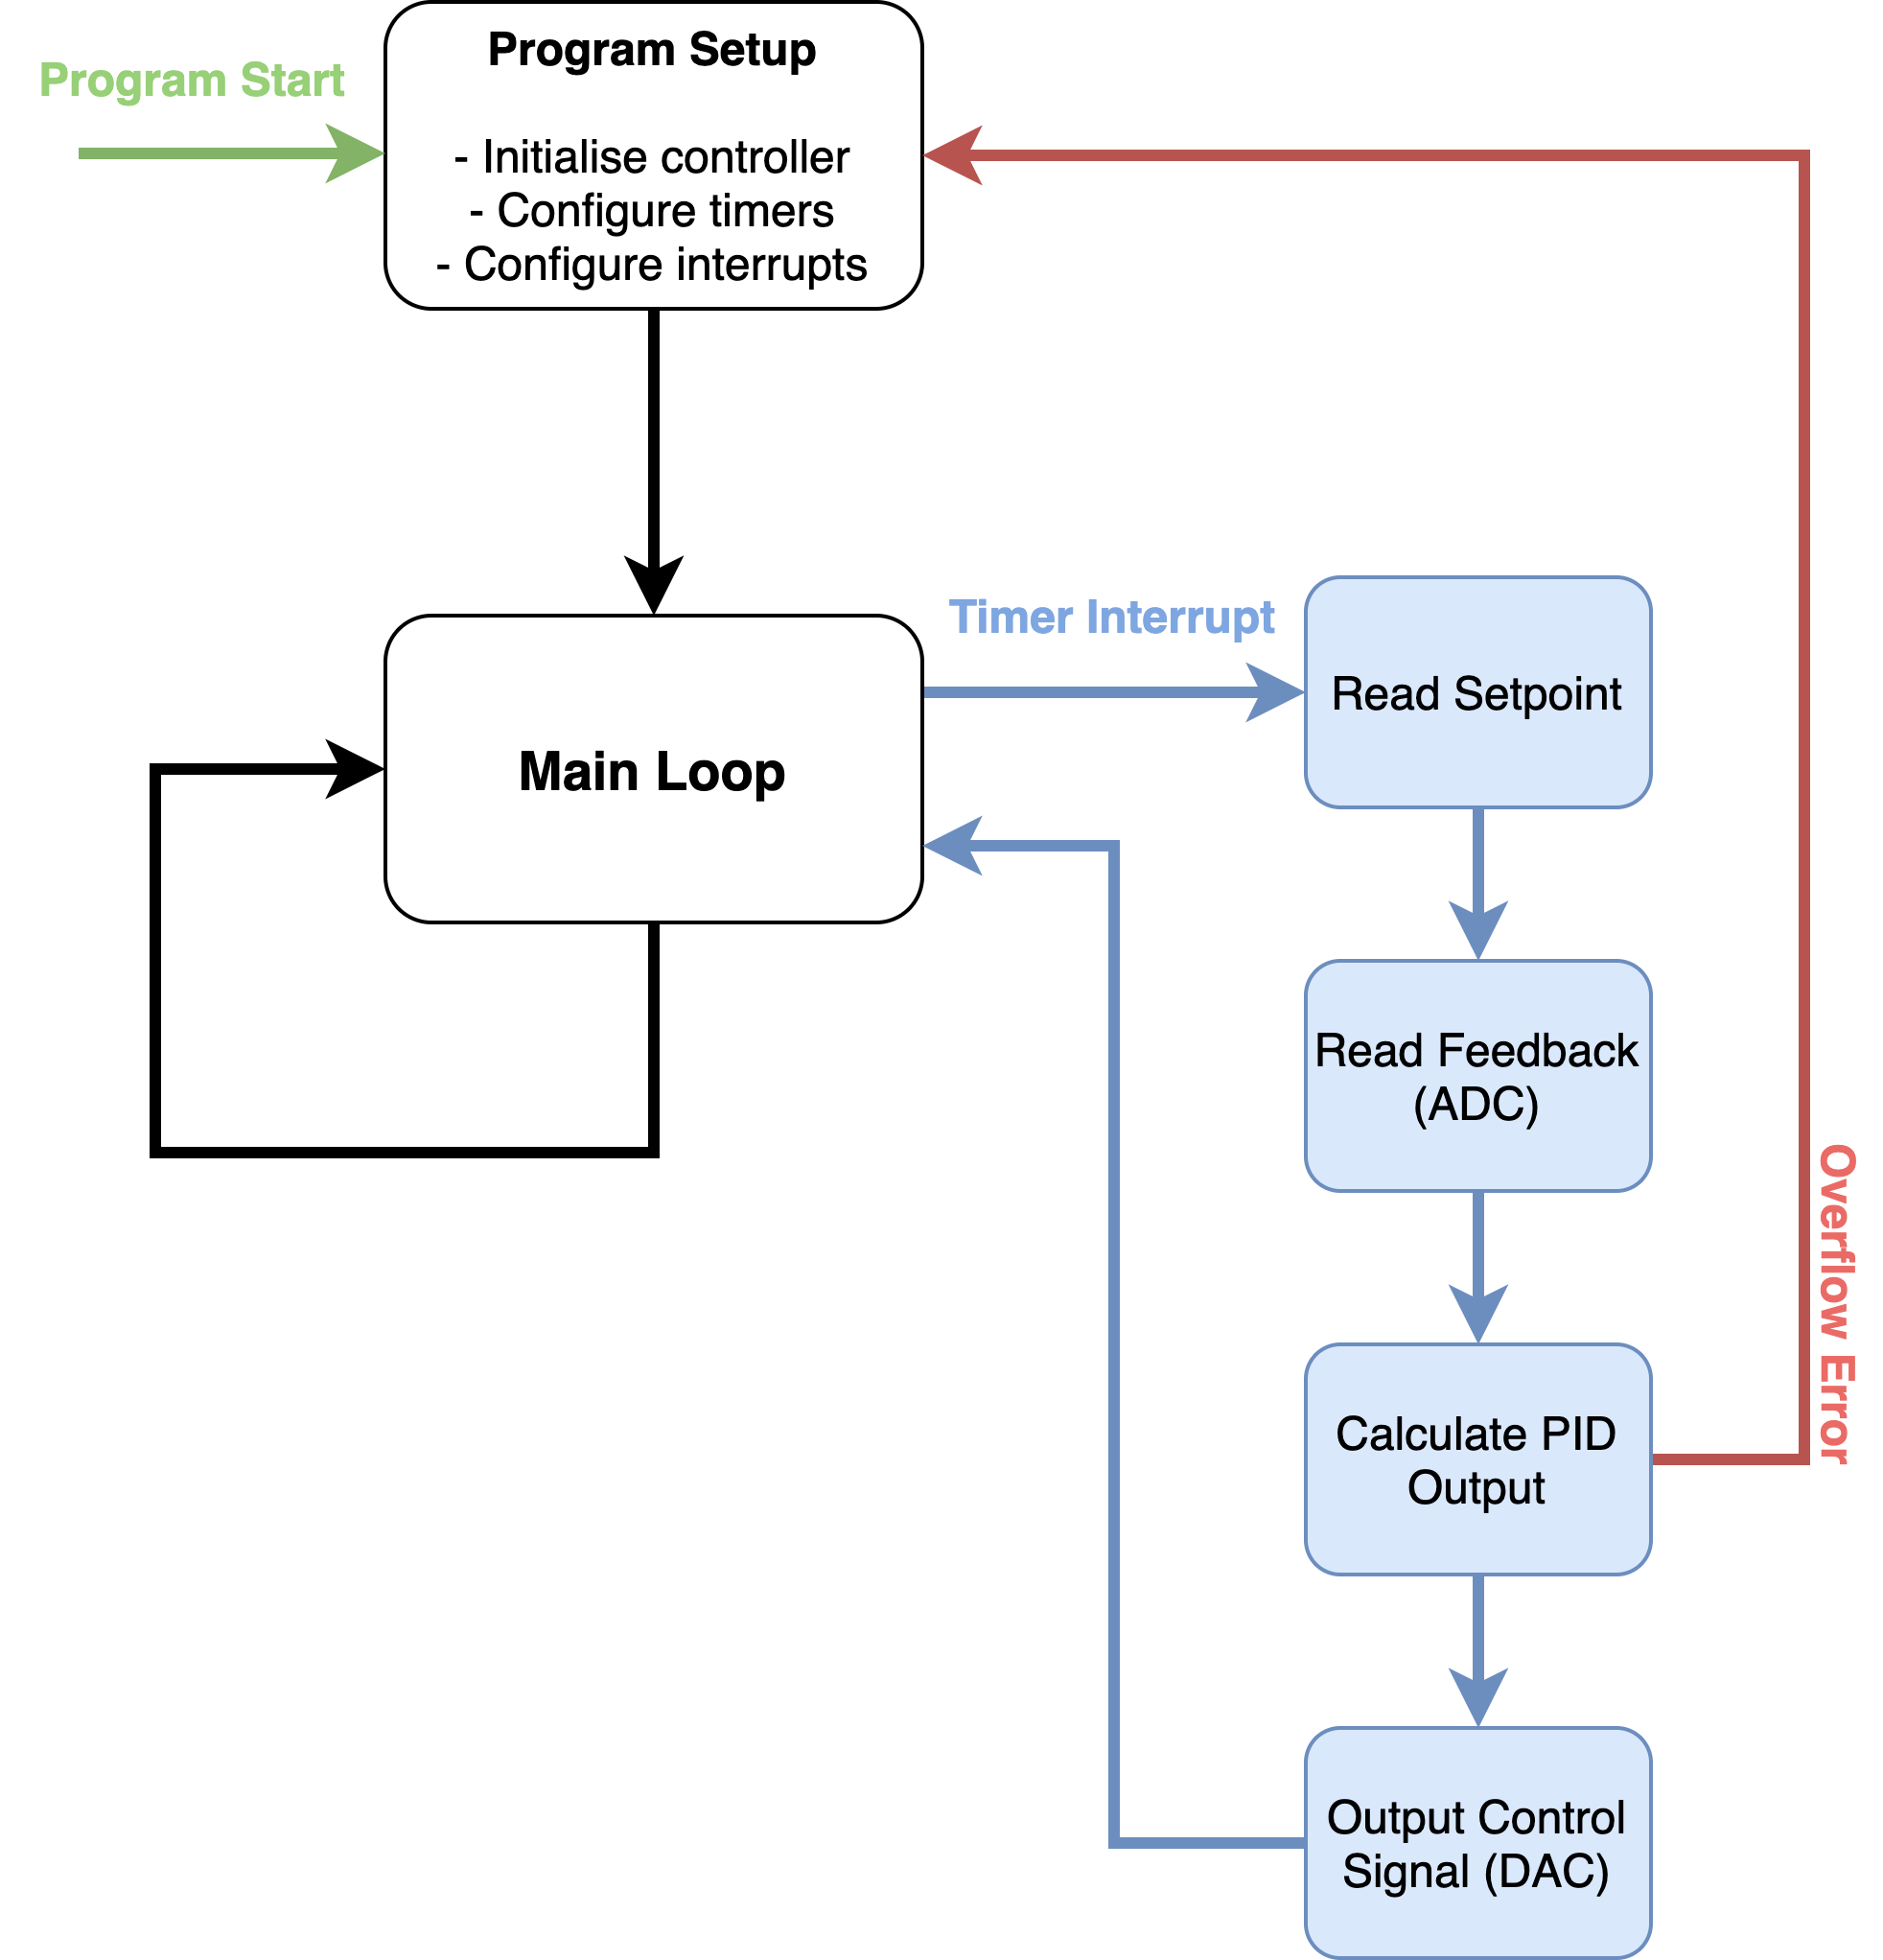 Program Start
Program Setup
- Initialise controller
- Configure timers
- Configure interrupts
Main Loop
Timer Interrupt
Read Setpoint
Read Feedback
(ADC)
Calculate PID
Output
Overflow Error
Output Control
Signal (DAC)